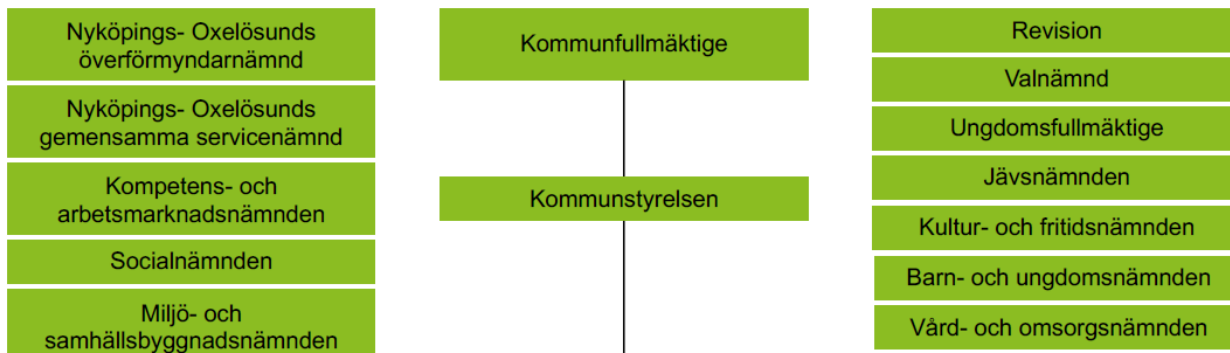 Nyköpings- Oxelösunds
överförmyndarnämnd
Nyköpings- Oxelösunds
gemensamma servicenämnd
Kompetens- och
arbetsmarknadsnämnden
Socialnämnden
Miljö- och
samhällsbyggnadsnämnden
Kommunfullmäktige
Kommunstyrelsen
Revision
Valnämnd
Ungdomsfullmäktige
Jävsnämnden
Kultur- och fritidsnämnden
Barn- och ungdomsnämnden
Vård- och omsorgsnämnden